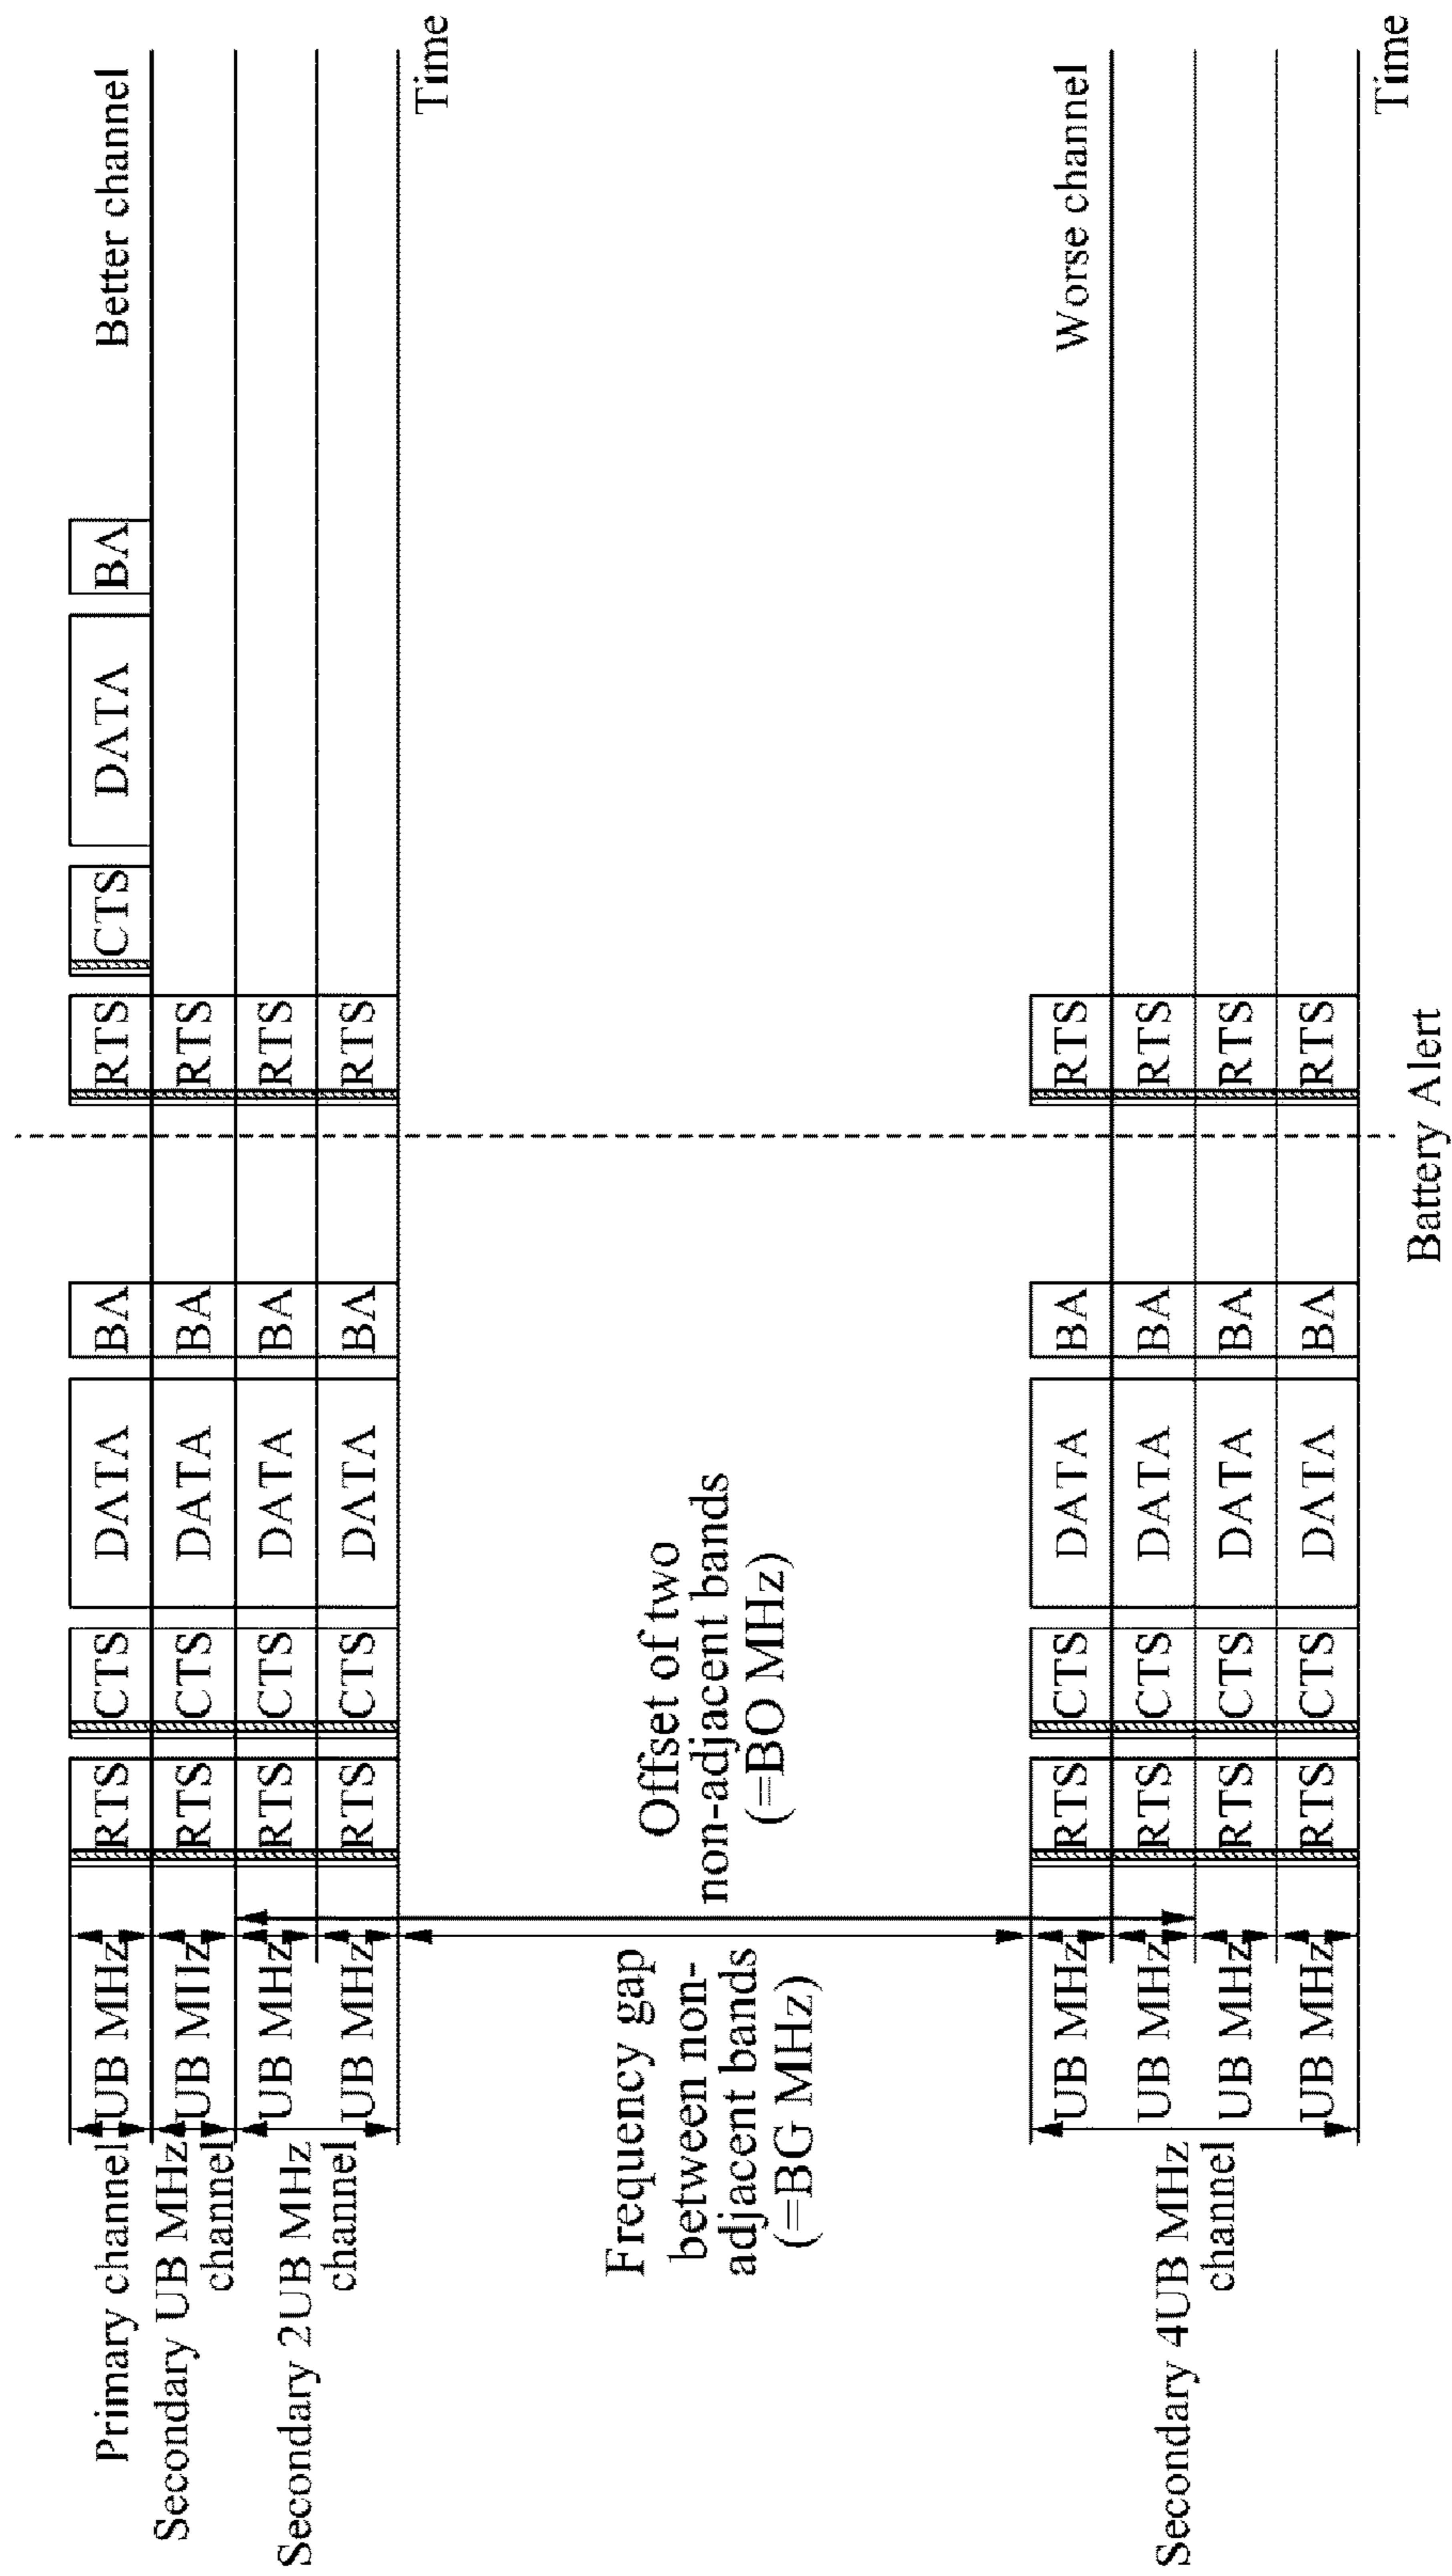 Primary channel UB MHz RTS CTS DATA BA RTS CTS DATA BA Better channel
Secondary UB MHz
channel
UB MHz RTS CTS DATA BA RTS
Secondary 2UB MHz
channel
UB MHz RTS CTS DATA BA RTS
UB MHz RTS CTS DATA BA RTS
Time
Frequency gap
between non-
adjacent bands
(=BG MHz)
Offset of two
non-adjacent bands
(=BO MHz)
UB MHz RTS CTS DATA BA RTS Worse channel
Secondary 4UB MHz
channel
UB MHz RTS CTS DATA BA RTS
UB MHz RTS CTS DATA BA RTS
UB MHz RTS CTS DATA BA RTS
Time
Battery Alert